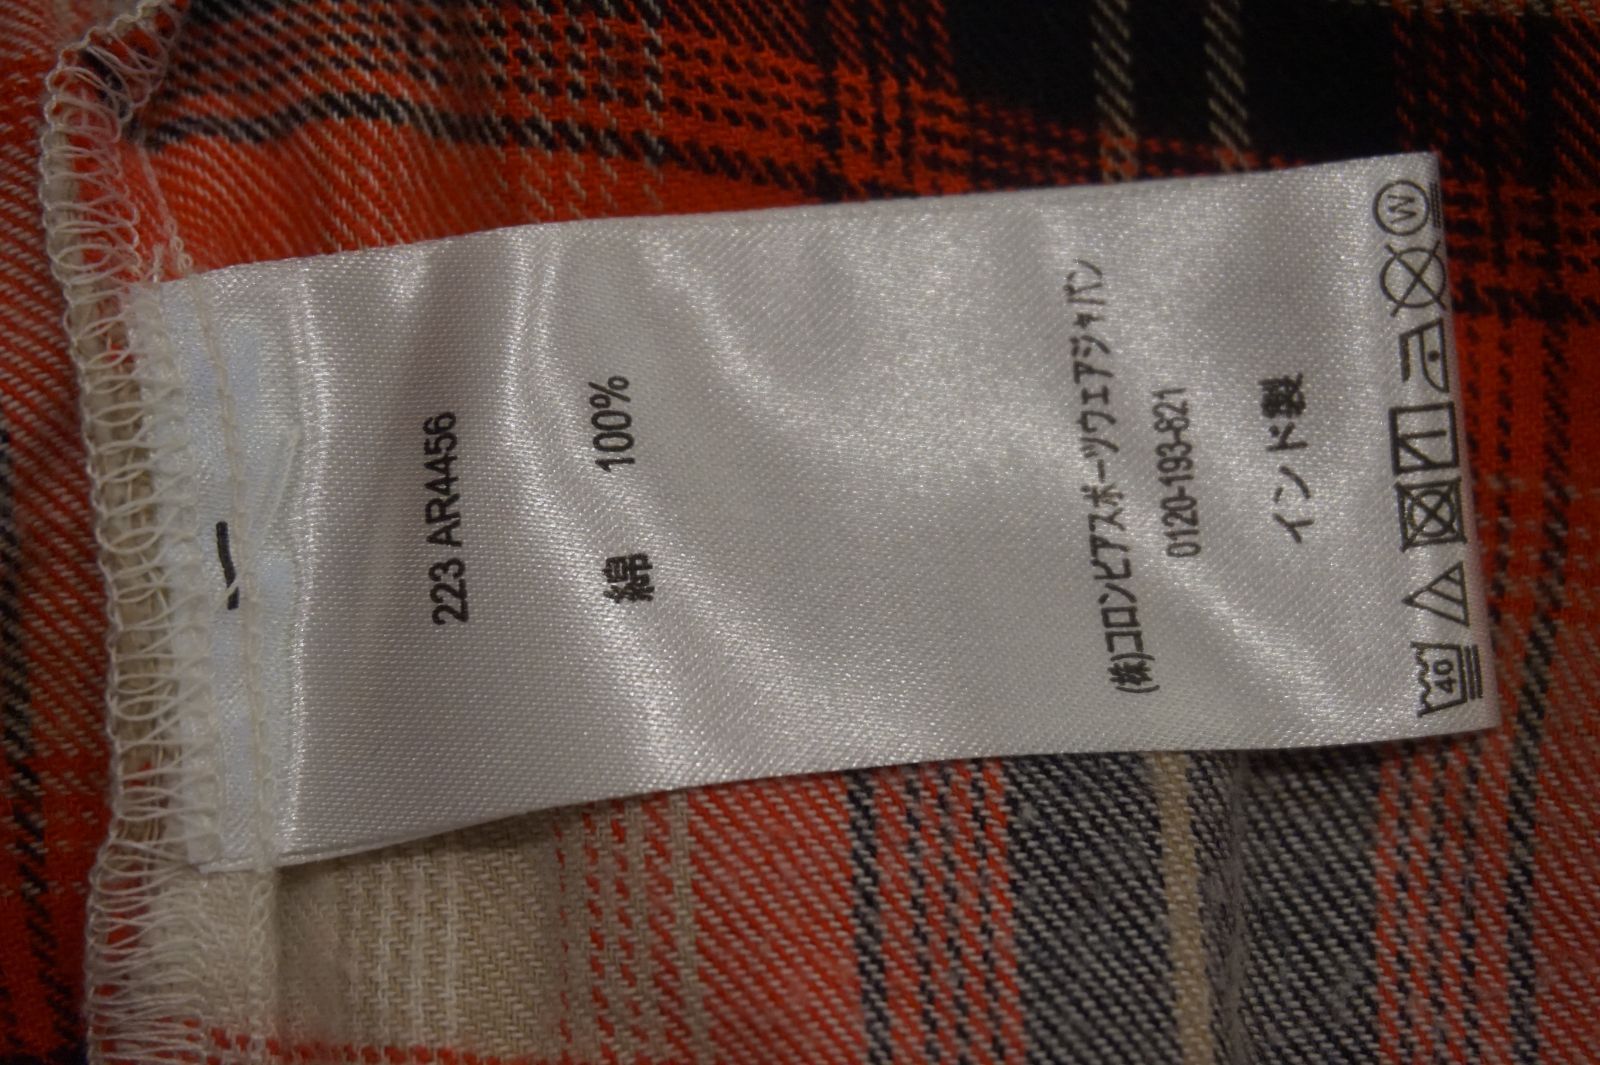 223 AR4456
綿 100%
(株)コロンビアスポーツウェアジャパン
0120-193-821
インド製
40
W